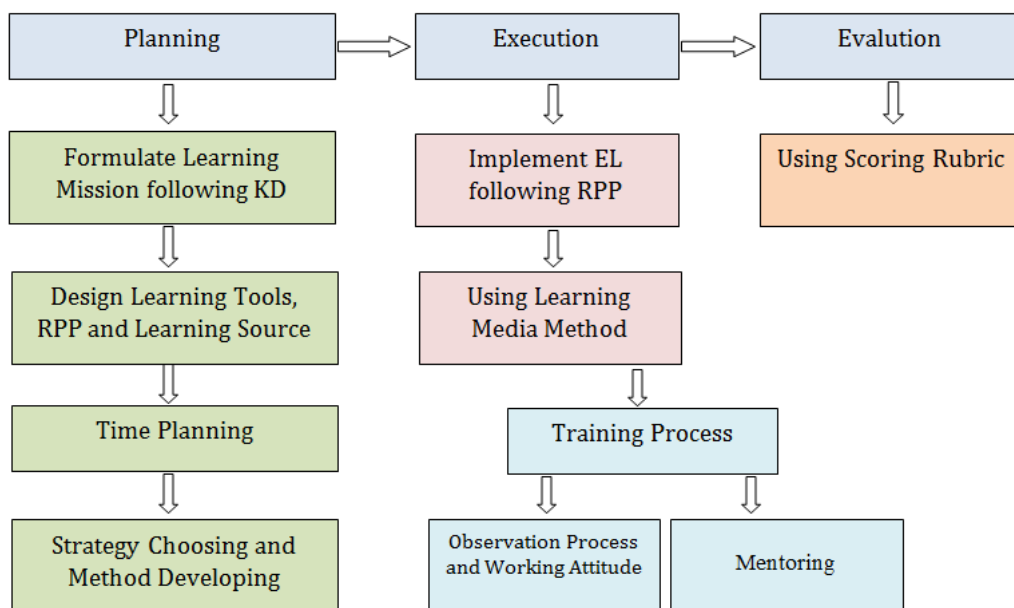 Planning
Execution
Evalution
Formulate Learning
Mission following KD
Implement EL
following RPP
Using Scoring Rubric
Design Learning Tools,
RPP and Learning Source
Using Learning
Media Method
Time Planning
Training Process
Strategy Choosing and
Method Developing
Observation Process
and Working Attitude
Mentoring